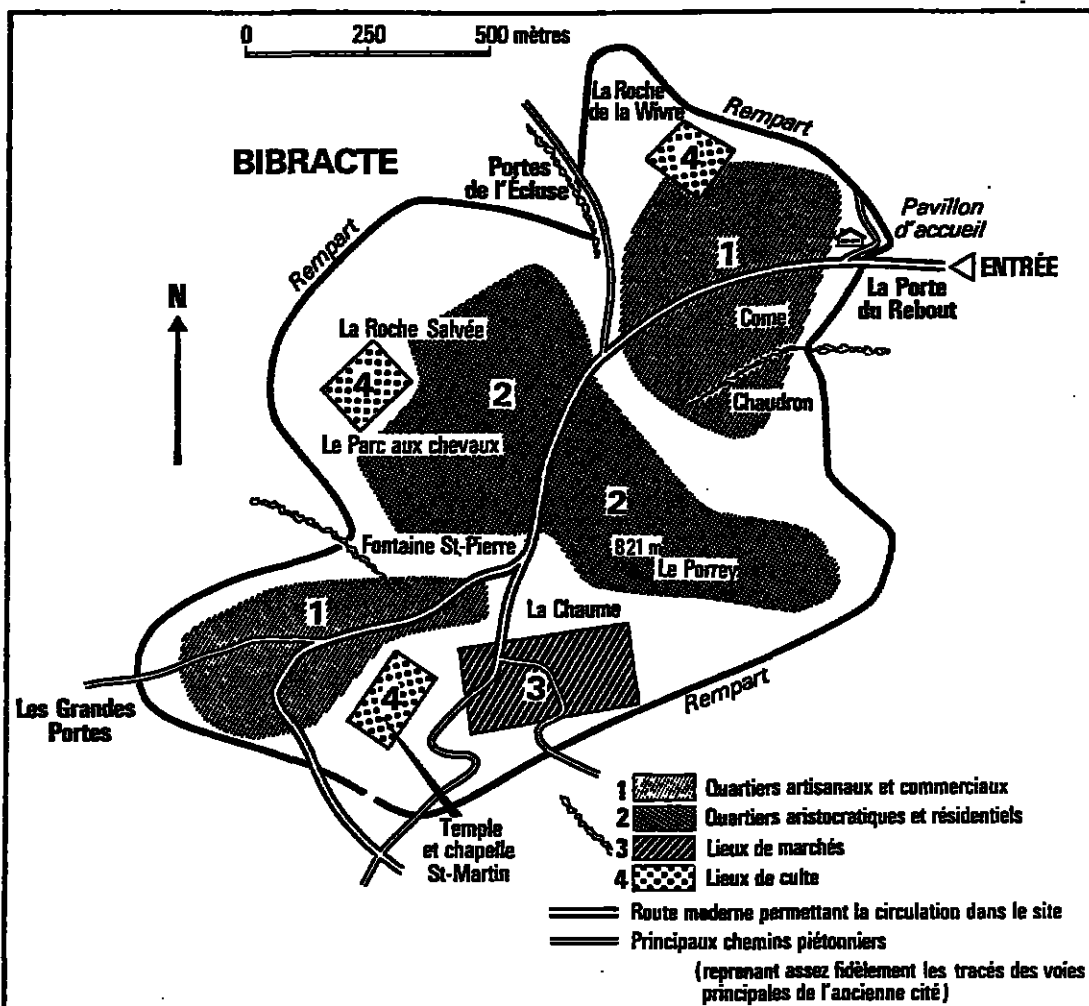 0 250 500 mètres
BIBRACTE
La Roche
de la Wivre
Rempart
4
Portes
de l'Écluse
Rempart
1
Pavillon
d'accueil
ENTRÉE
La Porte
du Rebout
N
Come
La Roche Salvée
4
2
Chaudron
Le Parc aux chevaux
2
821 m
Le Porrey
Fontaine St-Pierre
1
La Chaume
4
3
Rempart
Les Grandes
Portes
Temple
et chapelle
St-Martin
1 Quartiers artisanaux et commerciaux
2 Quartiers aristocratiques et résidentiels
3 Lieux de marchés
4 Lieux de culte
Route moderne permettant la circulation dans le site
Principaux chemins piétonniers
(reprenant assez fidèlement les tracés des voies
principales de l'ancienne cité)